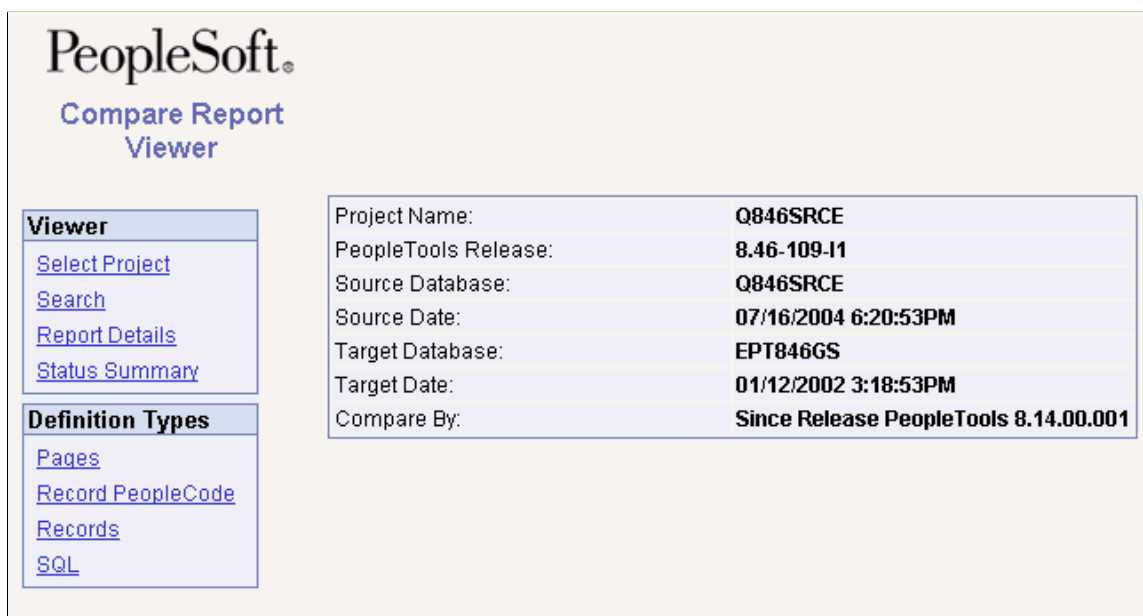 PeopleSoft®
Compare Report
Viewer
Viewer
Select Project
Search
Report Details
Status Summary
Definition Types
Pages
Record PeopleCode
Records
SQL
Project Name: Q846SRCE
PeopleTools Release: 8.46-109-I1
Source Database: Q846SRCE
Source Date: 07/16/2004 6:20:53PM
Target Database: EPT846GS
Target Date: 01/12/2002 3:18:53PM
Compare By: Since Release PeopleTools 8.14.00.001